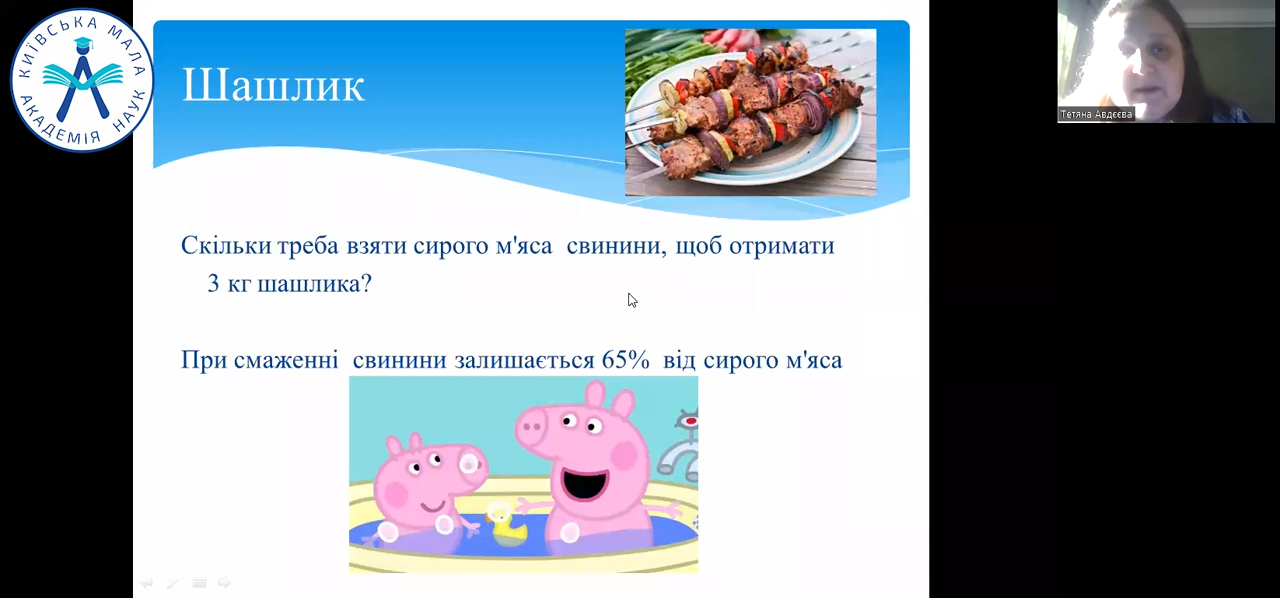 КИЇВСЬКА МАЛА
АКАДЕМІЯ НАУК
Шашлик
Тетяна Авдєєва
Скільки треба взяти сирого м'яса свинини, щоб отримати
3 кг шашлика?
При смаженні свинини залишається 65% від сирого м'яса